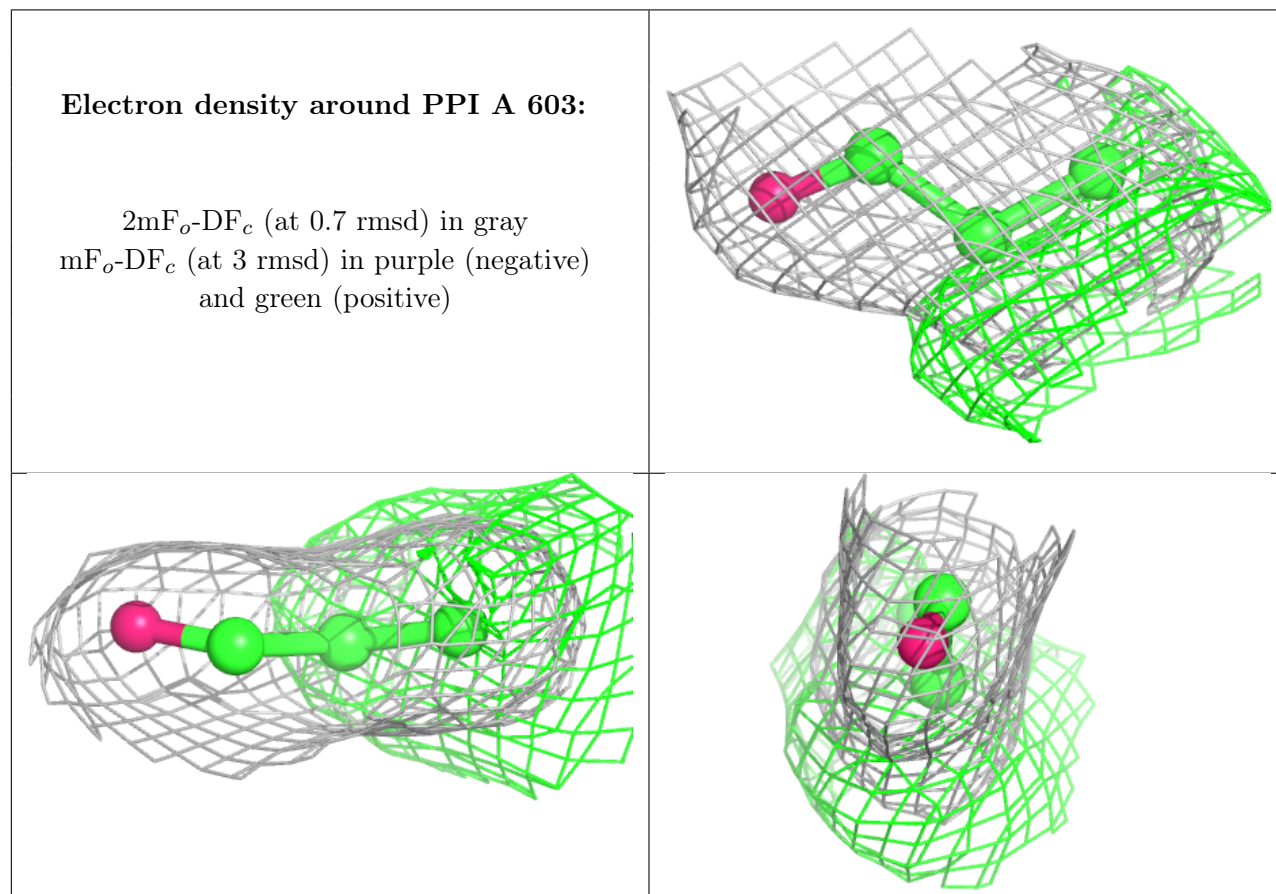 Electron density around PPI A 603:
2mFo-DFc (at 0.7 rmsd) in gray
mFo-DFc (at 3 rmsd) in purple (negative)
and green (positive)